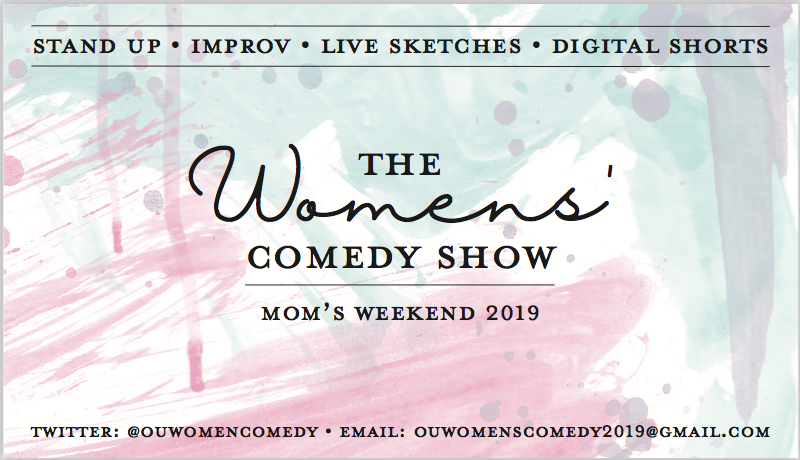 STAND UP • IMPROV • LIVE SKETCHES • DIGITAL SHORTS
THE
Womens'
COMEDY SHOW
MOM'S WEEKEND 2019
TWITTER: @OUWOMENCOMEDY • EMAIL: OUWOMENSCOMEDY2019@GMAIL.COM